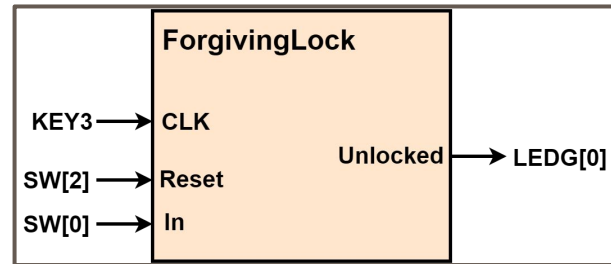 ForgivingLock
KEY3
CLK
Unlocked
LEDG[0]
SW[2]
Reset
SW[0]
In